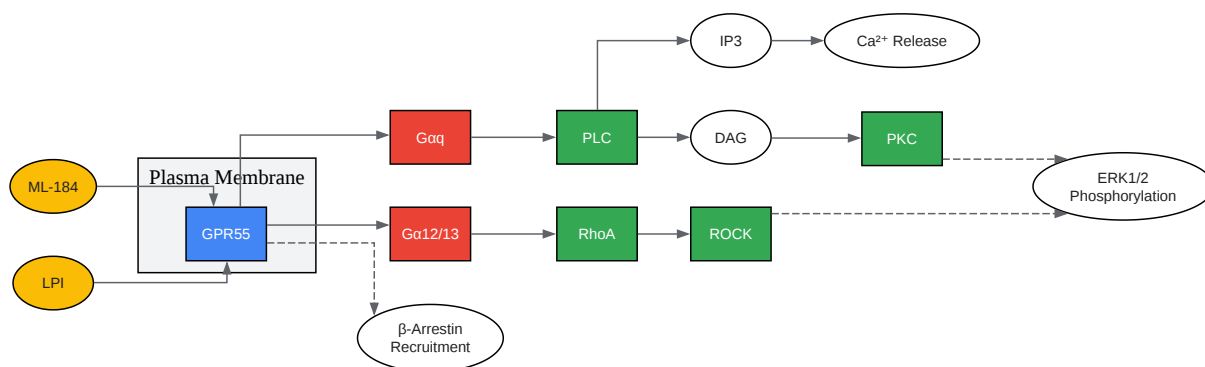 IP3
Ca²⁺ Release
Gαq
PLC
DAG
PKC
Plasma Membrane
ML-184
ERK1/2
Phosphorylation
GPR55
Gα12/13
RhoA
ROCK
LPI
β-Arrestin
Recruitment